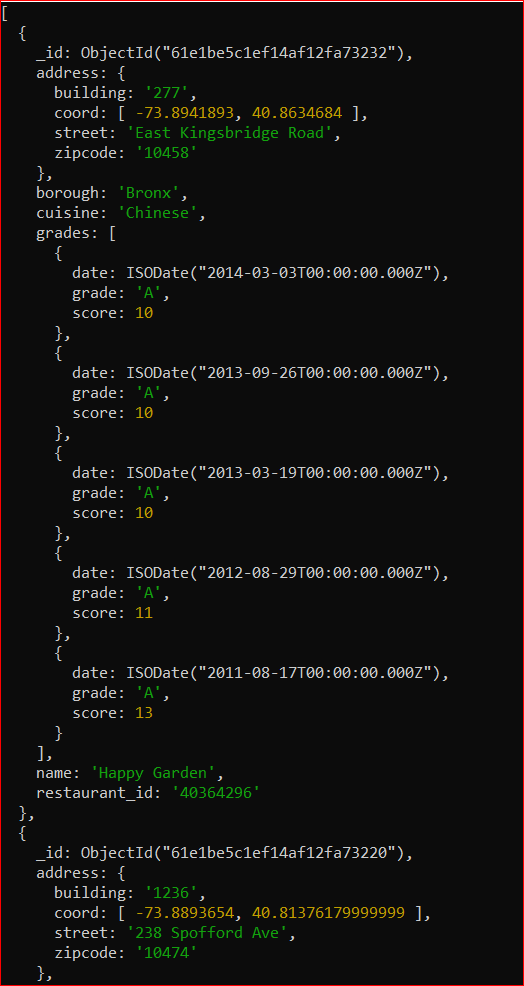 [
  {
    _id: ObjectId("61e1be5c1ef14af12fa73232"),
    address: {
      building: '277',
      coord: [ -73.8941893, 40.8634684 ],
      street: 'East Kingsbridge Road',
      zipcode: '10458'
    },
    borough: 'Bronx',
    cuisine: 'Chinese',
    grades: [
      {
        date: ISODate("2014-03-03T00:00:00.000Z"),
        grade: 'A',
        score: 10
      },
      {
        date: ISODate("2013-09-26T00:00:00.000Z"),
        grade: 'A',
        score: 10
      },
      {
        date: ISODate("2013-03-19T00:00:00.000Z"),
        grade: 'A',
        score: 10
      },
      {
        date: ISODate("2012-08-29T00:00:00.000Z"),
        grade: 'A',
        score: 11
      },
      {
        date: ISODate("2011-08-17T00:00:00.000Z"),
        grade: 'A',
        score: 13
      }
    ],
    name: 'Happy Garden',
    restaurant_id: '40364296'
  },
  {
    _id: ObjectId("61e1be5c1ef14af12fa73220"),
    address: {
      building: '1236',
      coord: [ -73.8893654, 40.81376179999999 ],
      street: '238 Spofford Ave',
      zipcode: '10474'
    },